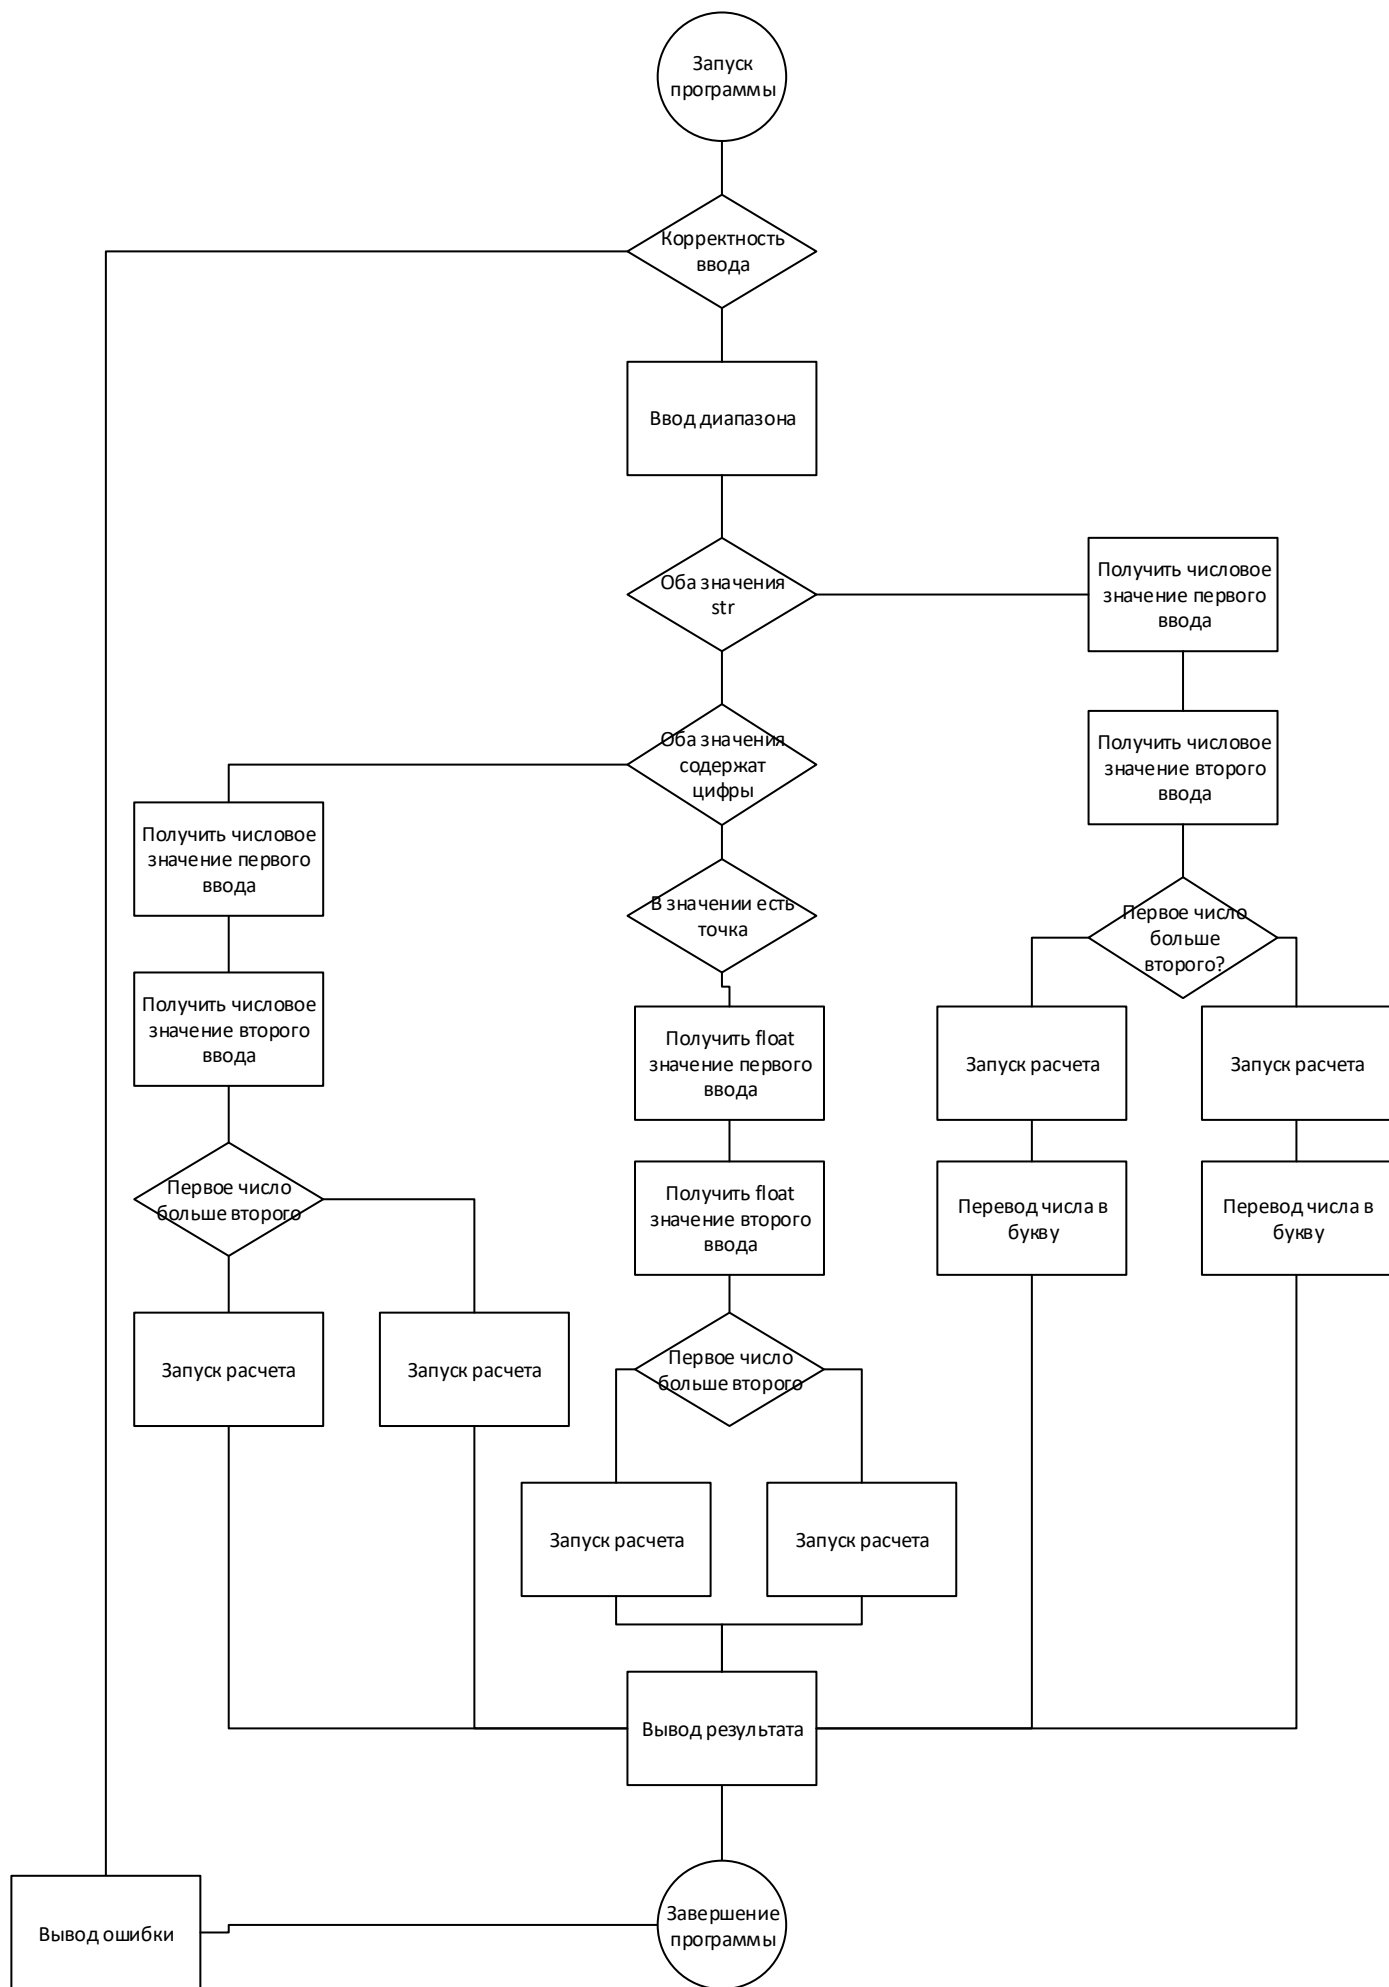 Запуск
программы
Корректность
ввода
Ввод диапазона
Оба значения
str
Получить числовое
значение первого
ввода
Оба значения
содержат
цифры
Получить числовое
значение второго
ввода
Получить числовое
значение первого
ввода
В значении есть
точка
Первое число
больше
второго?
Получить числовое
значение второго
ввода
Получить float
значение первого
ввода
Запуск расчета
Запуск расчета
Первое число
больше второго
Получить float
значение второго
ввода
Перевод числа в
букву
Перевод числа в
букву
Запуск расчета
Запуск расчета
Первое число
больше второго
Запуск расчета
Запуск расчета
Вывод результата
Вывод ошибки
Завершение
программы